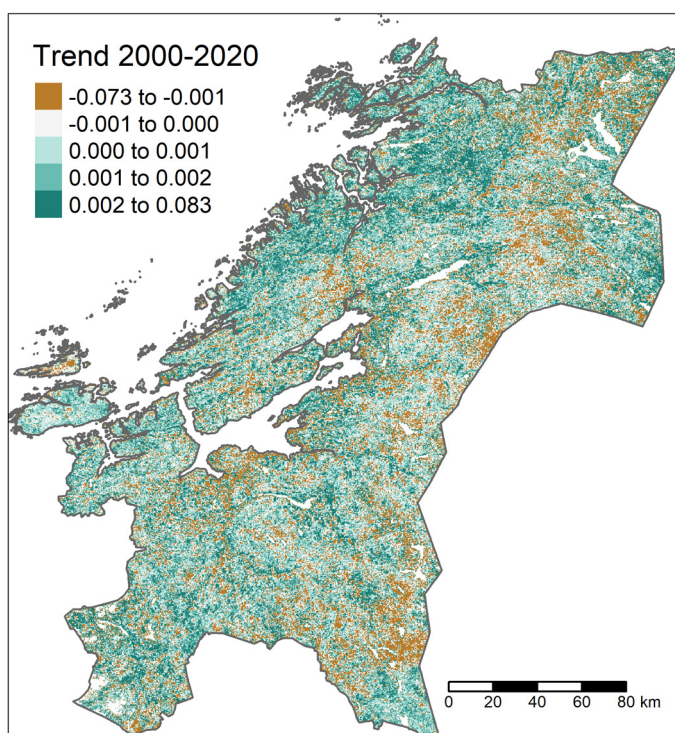 Trend 2000-2020
-0.073 to -0.001
-0.001 to 0.000
0.000 to 0.001
0.001 to 0.002
0.002 to 0.083
0 20 40 60 80 km